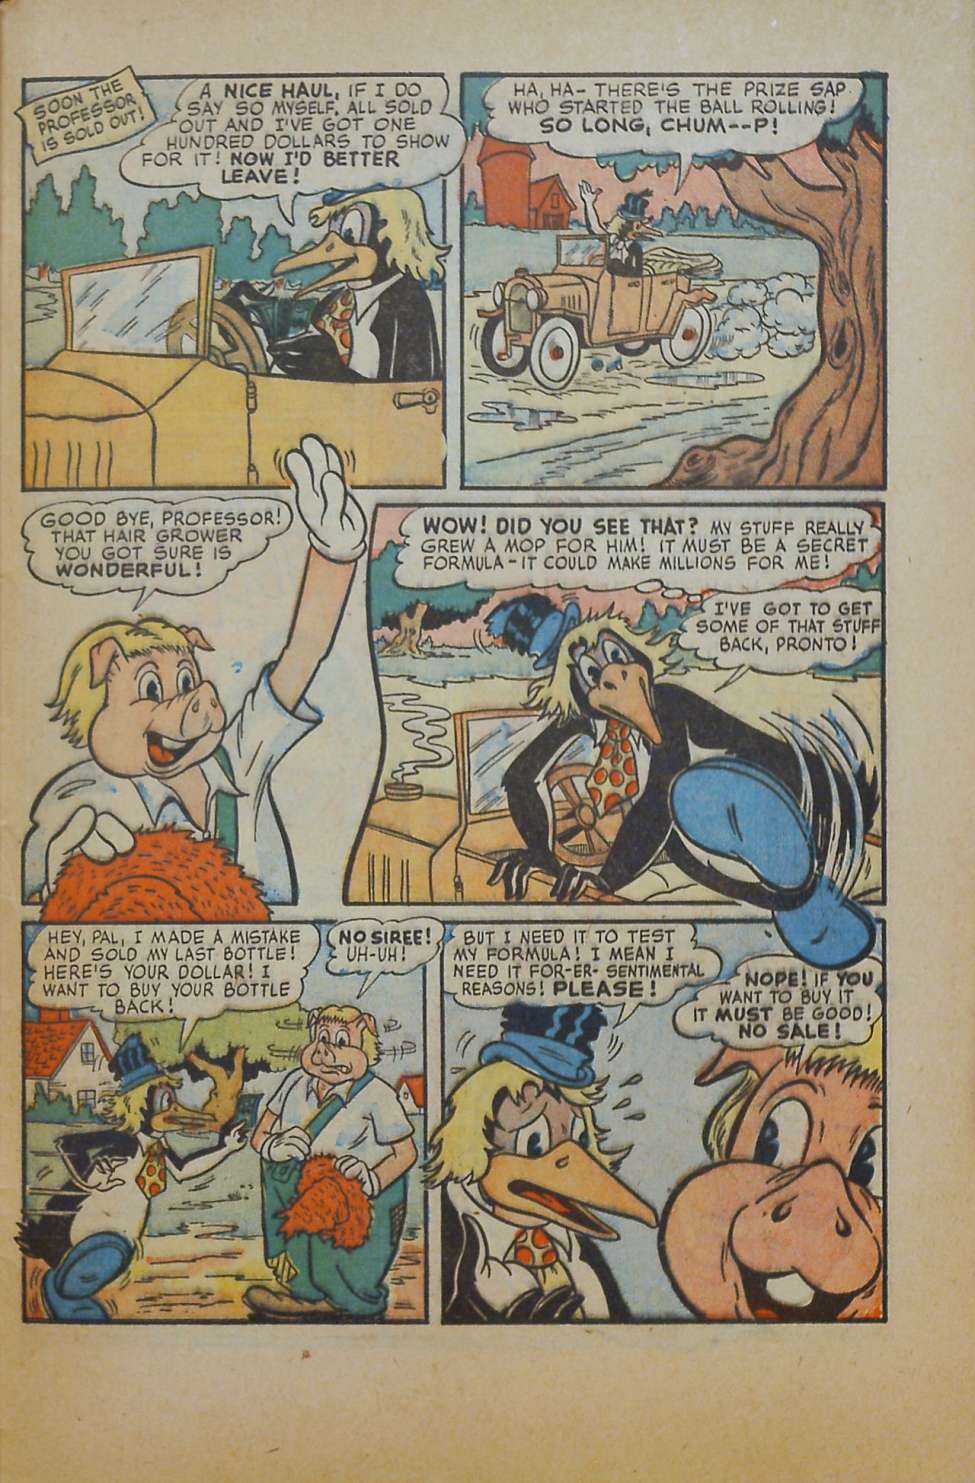 SOON THE
PROFESSOR
IS SOLD OUT!
A NICE HAUL, IF I DO
SAY SO MYSELF, ALL SOLD
OUT AND I'VE GOT ONE
HUNDRED DOLLARS TO SHOW
FOR IT! NOW I'D BETTER
LEAVE!
HA, HA- THERE'S THE PRIZE SAP
WHO STARTED THE BALL ROLLING!
SO LONG, CHUM--P!
GOOD BYE, PROFESSOR!
THAT HAIR GROWER
YOU GOT SURE IS
WONDERFUL!
WOW! DID YOU SEE THAT? MY STUFF REALLY
GREW A MOP FOR HIM! IT MUST BE A SECRET
FORMULA-IT COULD MAKE MILLIONS FOR ME!
I'VE GOT TO GET
SOME OF THAT STUFF
BACK, PRONTO!
HEY, PAL, I MADE A MISTAKE
AND SOLD MY LAST BOTTLE!
HERE'S YOUR DOLLAR! I
WANT TO BUY YOUR BOTTLE
BACK!
NO SIREE!
UH-UH!
BUT I NEED IT TO TEST
MY FORMULA! I MEAN I
NEED IT FOR-ER- SENTIMENTAL
REASONS! PLEASE!
NOPE! IF YOU
WANT TO BUY IT
IT MUST BE GOOD!
NO SALE!